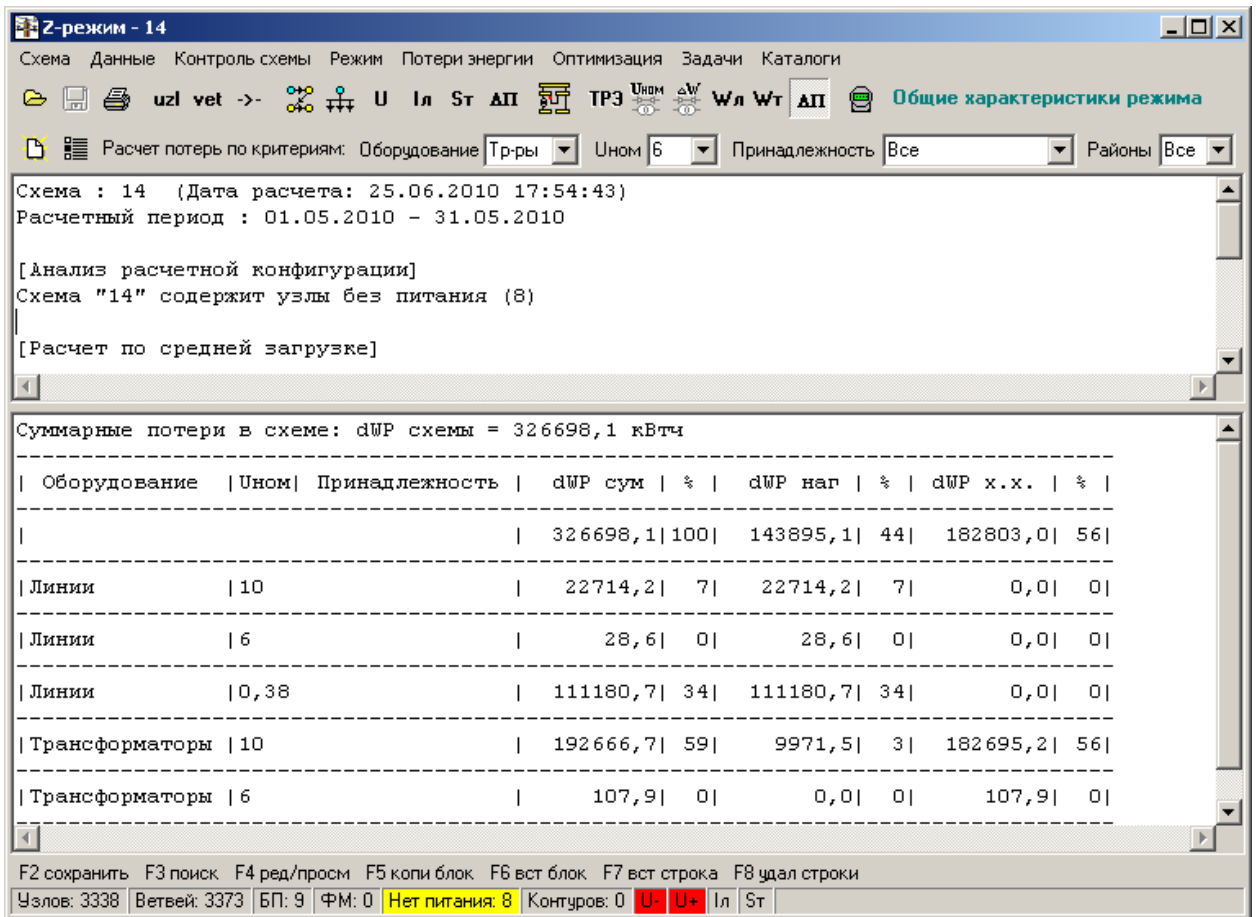 Z-режим - 14
Схема Данные Контроль схемы Режим Потери энергии Оптимизация Задачи Каталоги
uzl vet ->- U Iл Sт ΔП ТРЭ Uном ΔW Wл Wт ΔП Общие характеристики режима
Расчет потерь по критериям: Оборудование Тр-ры Uном 6 Принадлежность Все Районы Все
Схема : 14 (Дата расчета: 25.06.2010 17:54:43)
Расчетный период : 01.05.2010 - 31.05.2010
[Анализ расчетной конфигурации]
Схема "14" содержит узлы без питания (8)
[Расчет по средней загрузке]
Суммарные потери в схеме: dWP схемы = 326698,1 кВтч
| Оборудование |Uном| Принадлежность | dWP сум | % | dWP наг | % | dWP х.х. | % |
| | 326698,1|100| 143895,1| 44| 182803,0| 56|
|Линии |10 | 22714,2| 7| 22714,2| 7| 0,0| 0|
|Линии |6 | 28,6| 0| 28,6| 0| 0,0| 0|
|Линии |0,38 | 111180,7| 34| 111180,7| 34| 0,0| 0|
|Трансформаторы |10 | 192666,7| 59| 9971,5| 3| 182695,2| 56|
|Трансформаторы |6 | 107,9| 0| 0,0| 0| 107,9| 0|
F2 сохранить F3 поиск F4 ред/просм F5 копи блок F6 вст блок F7 вст строка F8 удал строки
Узлов: 3338 Ветвей: 3373 БП: 9 ФМ: 0 Нет питания: 8 Контуров: 0 U- U+ Iл Sт